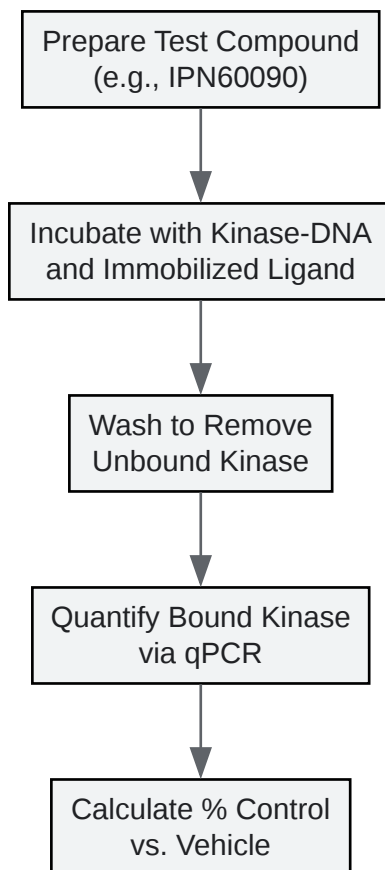 Prepare Test Compound
(e.g., IPN60090)
Incubate with Kinase-DNA
and Immobilized Ligand
Wash to Remove
Unbound Kinase
Quantify Bound Kinase
via qPCR
Calculate % Control
vs. Vehicle